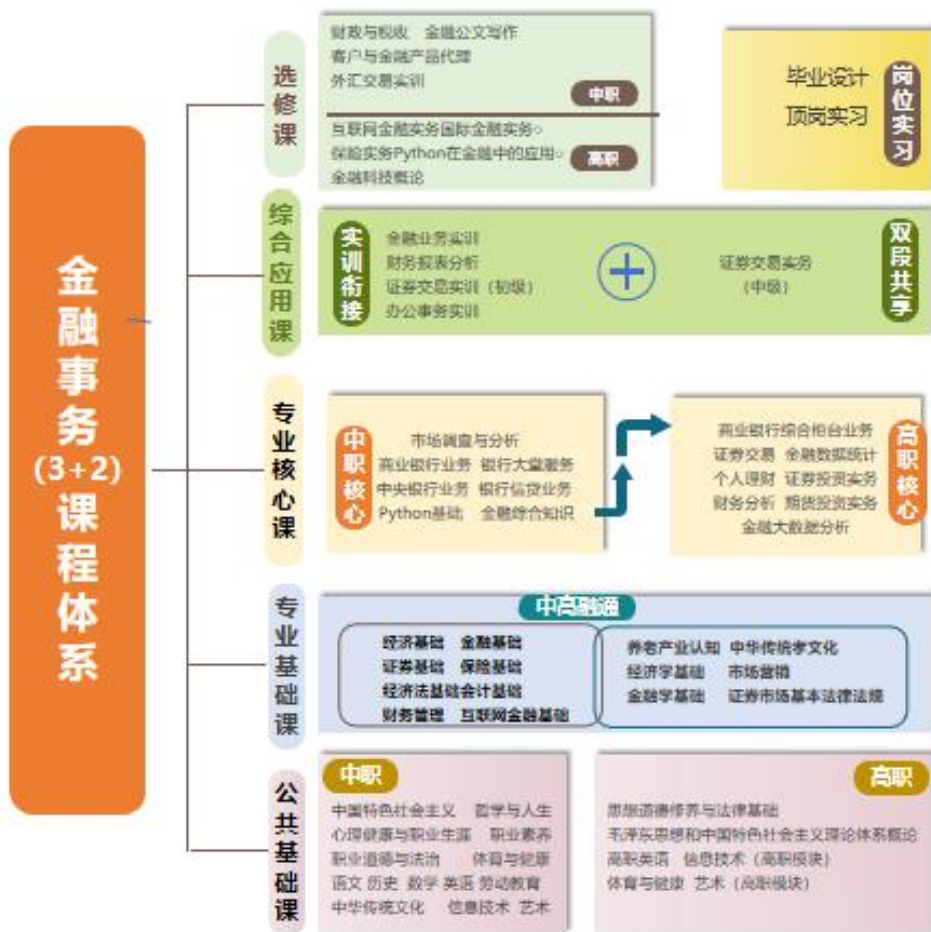 金融事务(3+2)课程体系
选修课
财政与税收 金融公文写作
客户与金融产品代理
外汇交易实训
中职
互联网金融实务国际金融实务○
保险实务Python在金融中的应用○
金融科技概论
高职
毕业设计
顶岗实习
岗位实习
综合应用课
实训衔接
金融业务实训
财务报表分析
证券交易实训（初级）
办公事务实训
证券交易实务
（中级）
双段共享
专业核心课
中职核心
市场调查与分析
商业银行业务 银行大堂服务
中央银行业务 银行信贷业务
Python基础 金融综合知识
商业银行综合柜台业务
证券交易 金融数据统计
个人理财 证券投资实务
财务分析 期货投资实务
金融大数据分析
高职核心
专业基础课
中高融通
经济基础 金融基础
证券基础 保险基础
经济法基础会计基础
财务管理 互联网金融基础
养老产业认知 中华传统孝文化
经济学基础 市场营销
金融学基础 证券市场基本法律法规
公共基础课
中职
中国特色社会主义 哲学与人生
心理健康与职业生涯 职业素养
职业道德与法治 体育与健康
语文 历史 数学 英语 劳动教育
中华传统文化 信息技术 艺术
高职
思想道德修养与法律基础
毛泽东思想和中国特色社会主义理论体系概论
高职英语 信息技术（高职模块）
体育与健康 艺术（高职模块）